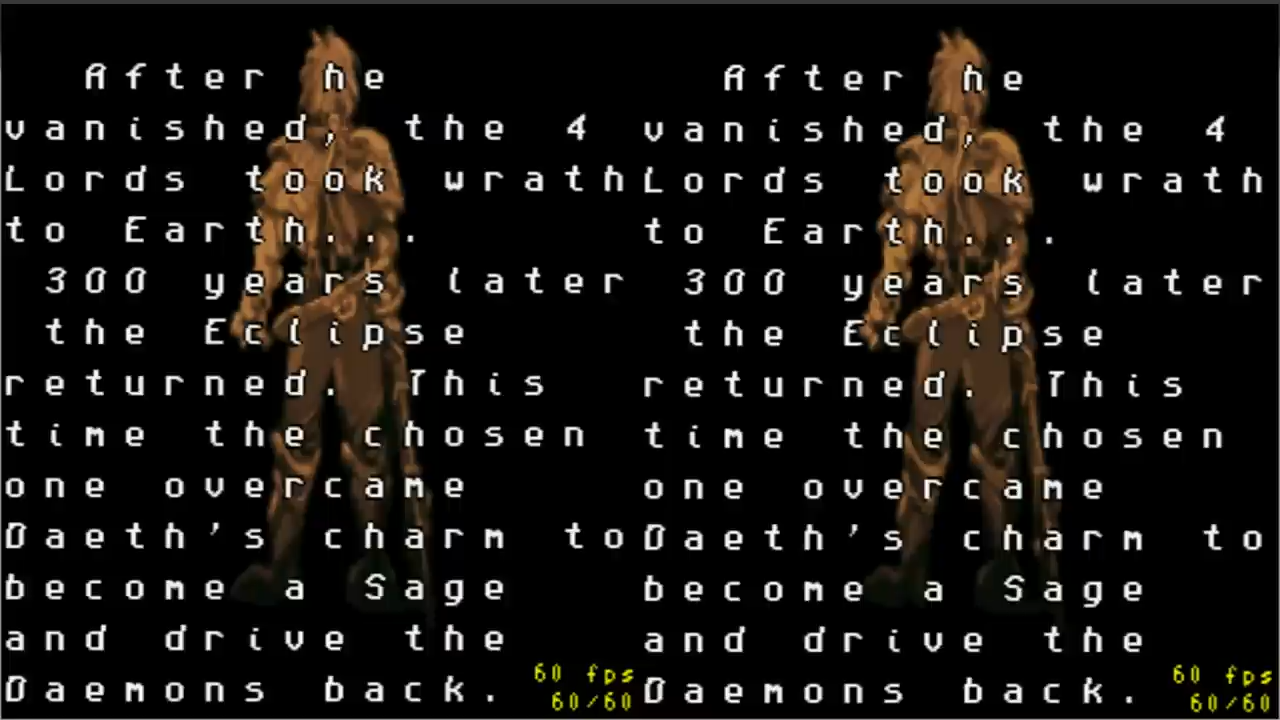 After he
vanished, the 4
Lords took wrath
to Earth...
300 years later
the Eclipse
returned. This
time the chosen
one overcame
Daeth's charm to
become a Sage
and drive the
Daemons back.
60 fps
60/60
After he
vanished, the 4
Lords took wrath
to Earth...
300 years later
the Eclipse
returned. This
time the chosen
one overcame
Daeth's charm to
become a Sage
and drive the
Daemons back.
60 fps
60/60